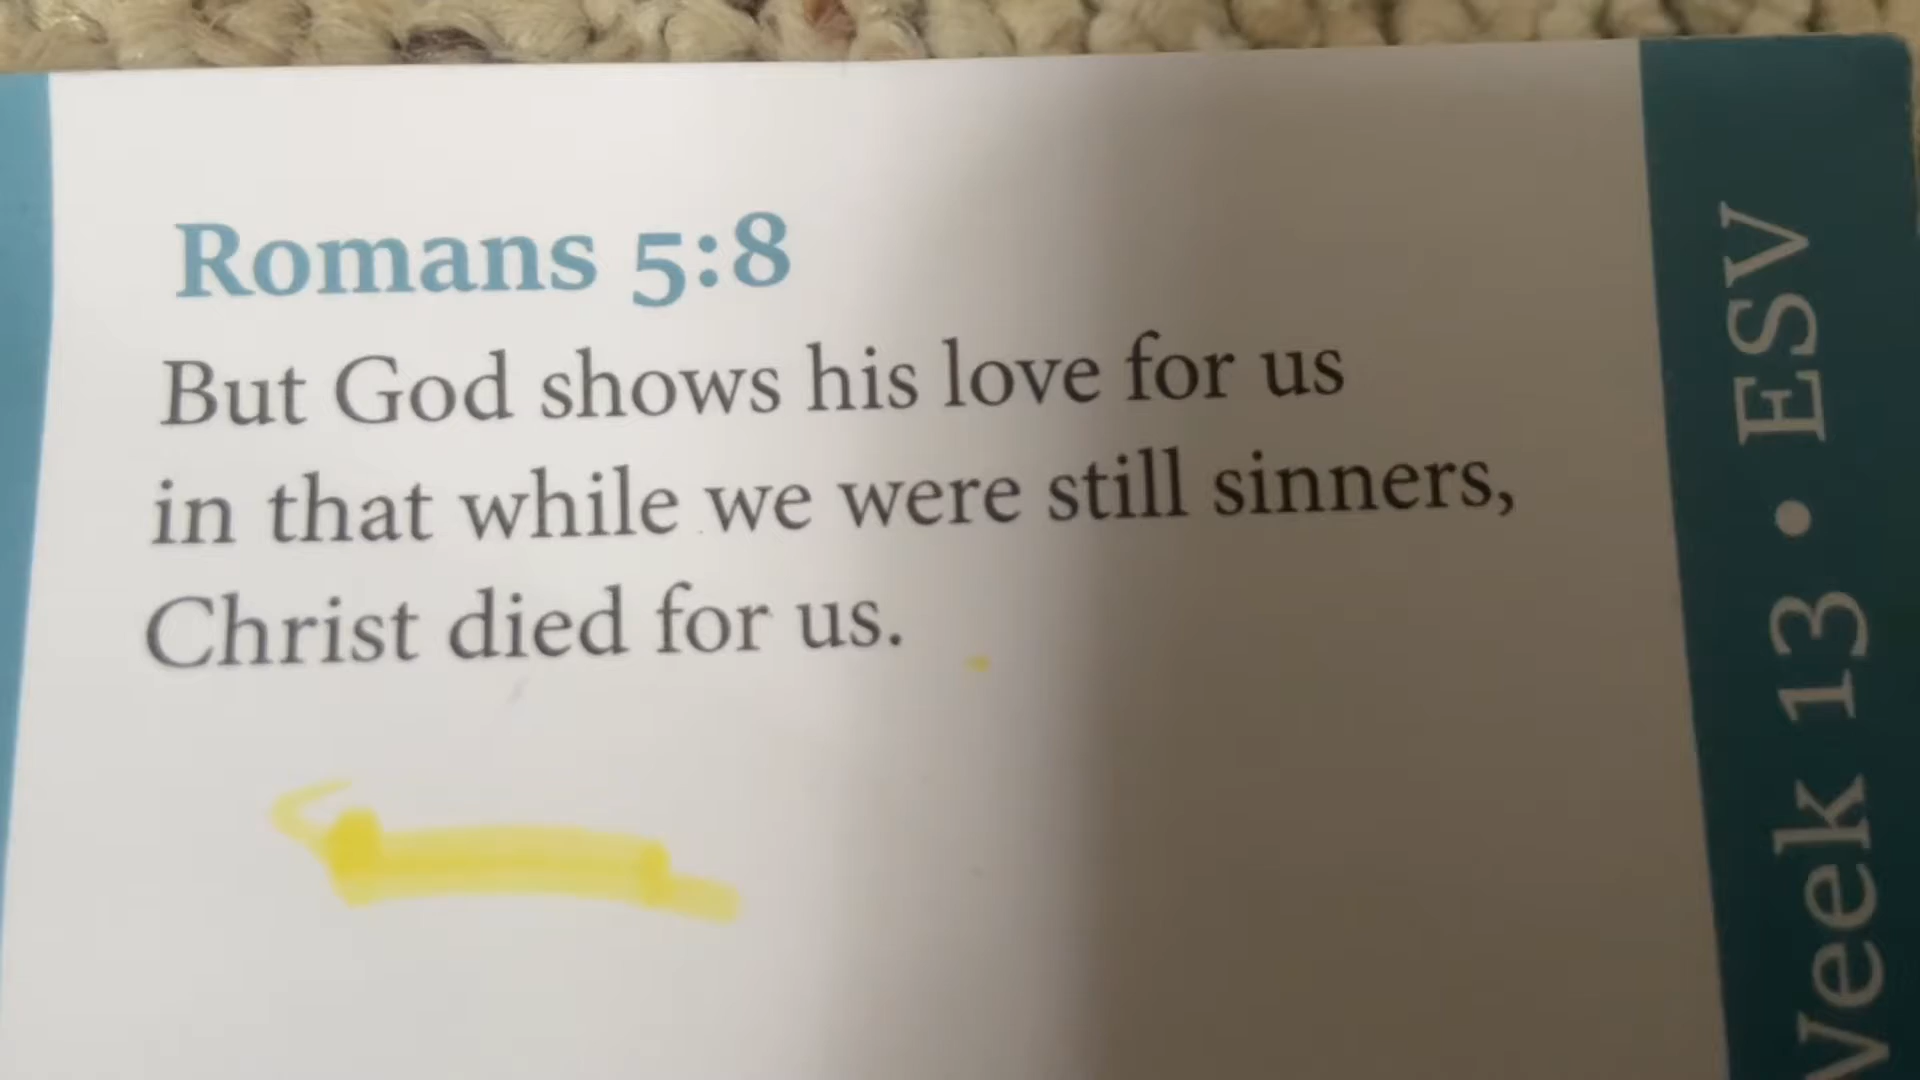 Romans 5:8
But God shows his love for us
in that while we were still sinners,
Christ died for us.
Week 13 • ESV